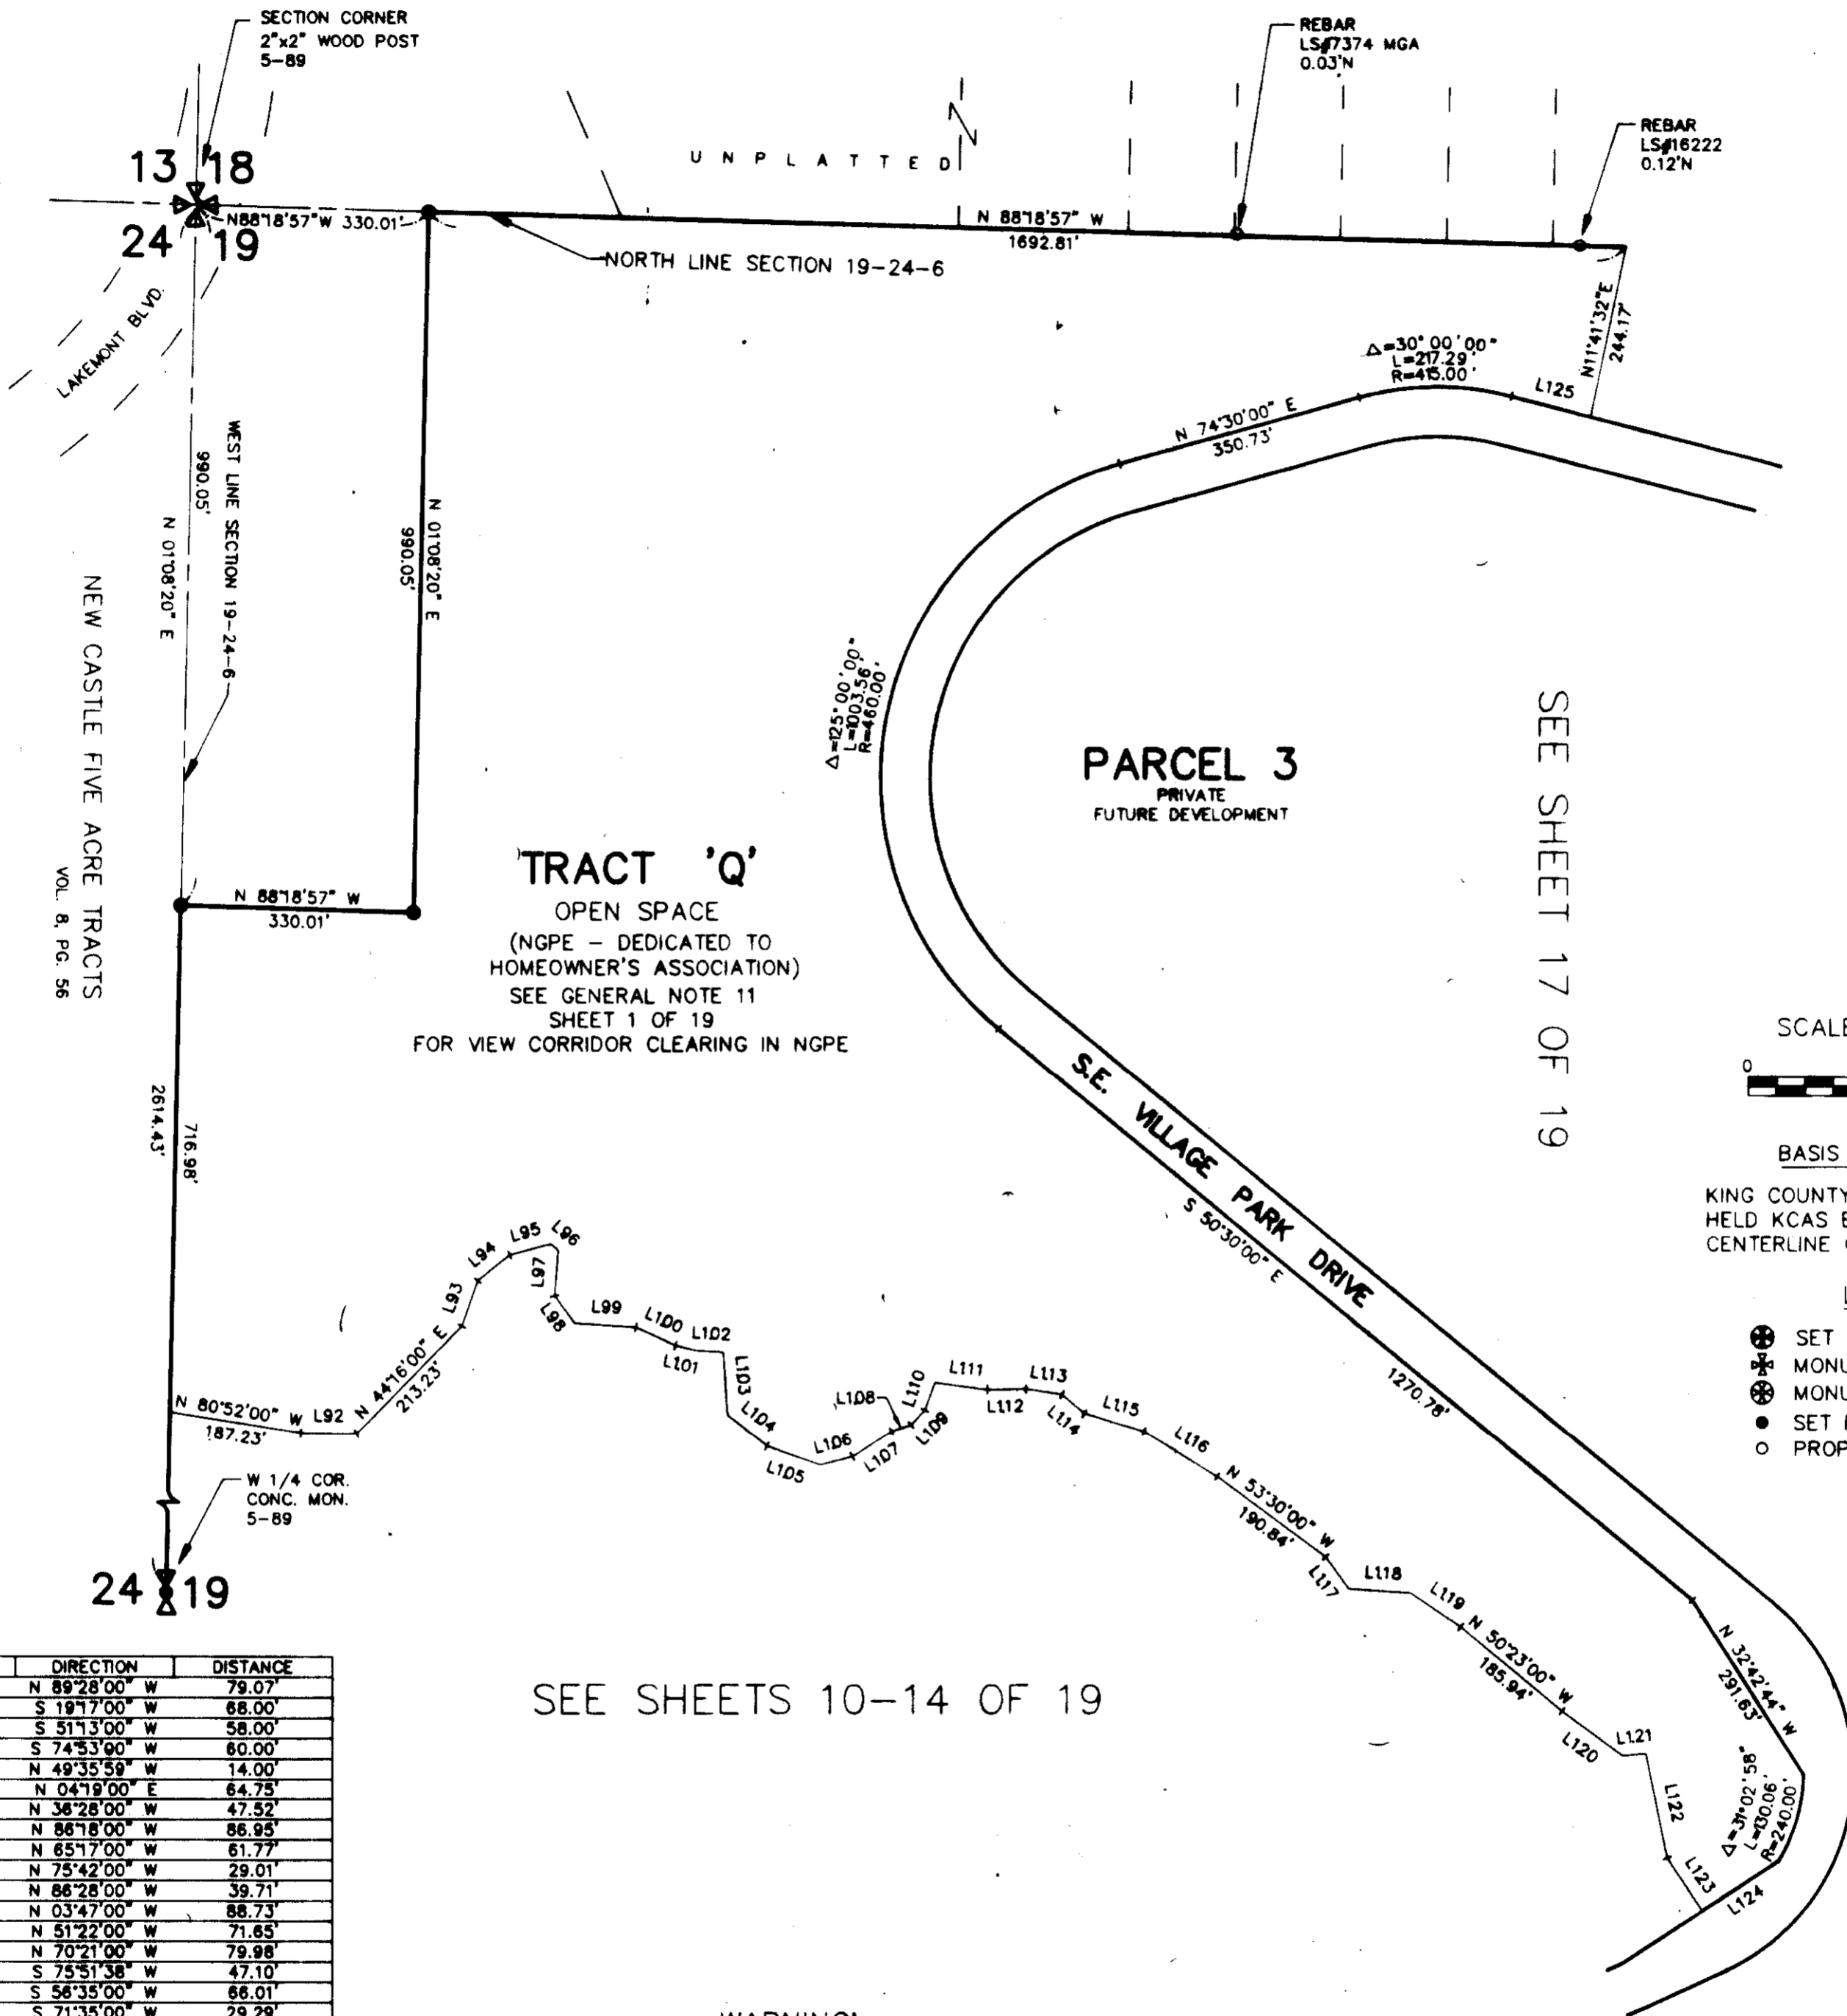 SECTION CORNER
2"x2" WOOD POST
5-89
REBAR
LS#7374 MGA
0.03'N
REBAR
LS#16222
0.12'N
UNPLATTED
13 18
24 19
N88°18'57"W 330.01'
N 88°18'57" W
1692.81'
NORTH LINE SECTION 19-24-6
LAKEMONT BLVD.
N11°41'32"E
244.17'
Δ=30°00'00"
L=217.29'
R=415.00'
L125
N 74°30'00" E
350.73'
WEST LINE SECTION 19-24-6
990.05'
N 01°08'20" E
N 01°08'20" E
990.05'
NEW CASTLE FIVE ACRE TRACTS
VOL. 8, PG. 56
Δ=125°00'00"
L=1003.56'
R=460.00'
PARCEL 3
PRIVATE
FUTURE DEVELOPMENT
SEE SHEET 17 OF 19
N 88°18'57" W
330.01'
TRACT 'Q'
OPEN SPACE
(NGPE - DEDICATED TO
HOMEOWNER'S ASSOCIATION)
SEE GENERAL NOTE 11
SHEET 1 OF 19
FOR VIEW CORRIDOR CLEARING IN NGPE
SCALE
0
S.E. VILLAGE PARK DRIVE
S 50°30'00" E
1270.78'
BASIS
KING COUNTY
HELD KCAS
CENTERLINE
SET
MONU
MONU
SET
PROP
716.98'
2614.43'
N 80°52'00" W
187.23'
L92
N 44°16'00" E
213.23'
L93
L94
L95
L96
L97
L98
L99
L100
L101
L102
L103
L104
L105
L106
L107
L108
L109
L110
L111
L112
L113
L114
L115
L116
N 53°30'00" W
190.84'
L117
L118
L119
N 50°23'00" W
185.94'
L120
L121
L122
L123
L124
N 32°42'44" W
291.63'
Δ=31°02'58"
L=130.06'
R=240.00'
W 1/4 COR.
CONC. MON.
5-89
24 19
SEE SHEETS 10-14 OF 19
DIRECTION DISTANCE
N 89°28'00" W 79.07'
S 19°17'00" W 68.00'
S 51°13'00" W 58.00'
S 74°53'00" W 60.00'
N 49°35'59" W 14.00'
N 04°19'00" E 64.75'
N 36°28'00" W 47.52'
N 86°18'00" W 86.95'
N 65°17'00" W 61.77'
N 75°42'00" W 29.01'
N 86°28'00" W 39.71'
N 03°47'00" W 88.73'
N 51°22'00" W 71.65'
N 70°21'00" W 79.98'
S 75°51'38" W 47.10'
S 56°35'00" W 66.01'
S 71°35'00" W 29.29'